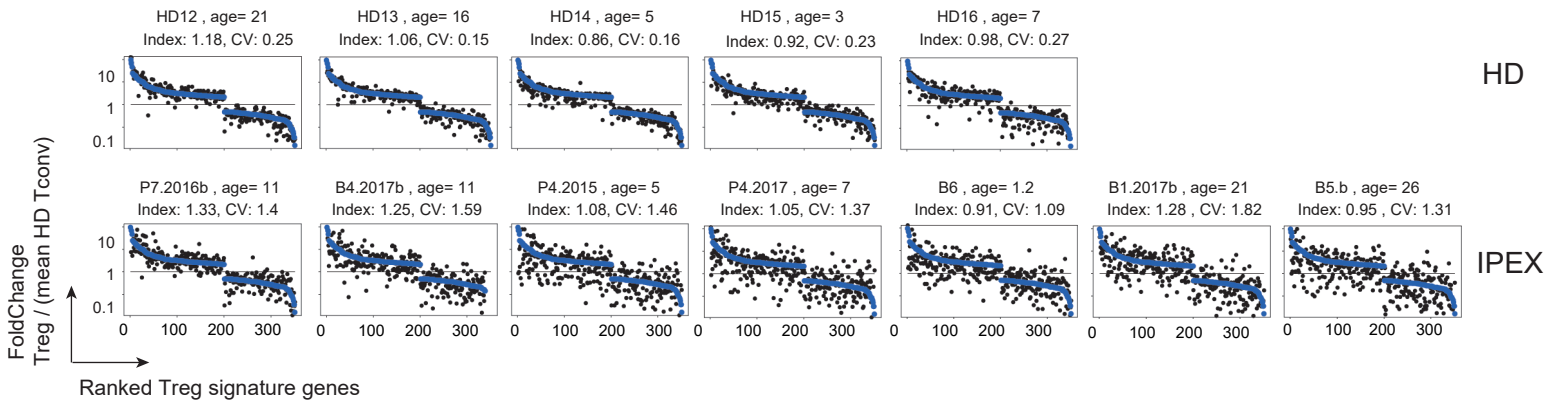 HD12 , age= 21
Index: 1.18, CV: 0.25
HD13 , age= 16
Index: 1.06, CV: 0.15
HD14 , age= 5
Index: 0.86, CV: 0.16
HD15 , age= 3
Index: 0.92, CV: 0.23
HD16 , age= 7
Index: 0.98, CV: 0.27
HD
10
1
0.1
P7.2016b , age= 11
Index: 1.33, CV: 1.4
B4.2017b , age= 11
Index: 1.25, CV: 1.59
P4.2015 , age= 5
Index: 1.08, CV: 1.46
P4.2017 , age= 7
Index: 1.05, CV: 1.37
B6 , age= 1.2
Index: 0.91, CV: 1.09
B1.2017b , age= 21
Index: 1.28 , CV: 1.82
B5.b , age= 26
Index: 0.95 , CV: 1.31
IPEX
10
1
0.1
0 100 200 300
0 100 200 300
0 100 200 300
0 100 200 300
0 100 200 300
0 100 200 300
0 100 200 300
FoldChange
Treg / (mean HD Tconv)
Ranked Treg signature genes